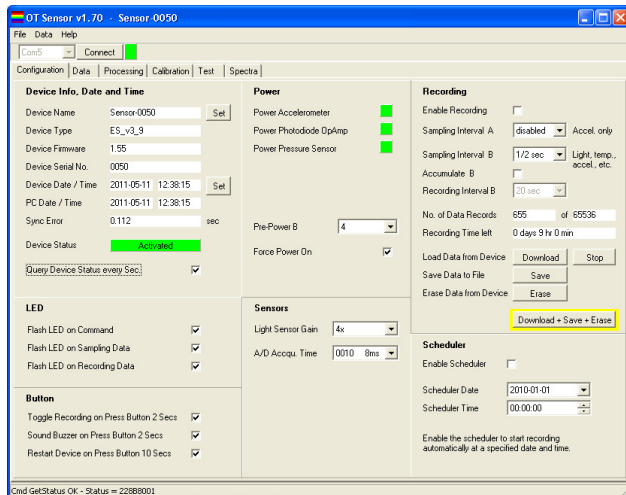 OT Sensor v1.70 - Sensor-0050
File Data Help
Com5 Connect
Configuration Data Processing Calibration Test Spectra
Device Info, Date and Time
Device Name Sensor-0050 Set
Device Type ES_v3_9
Device Firmware 1.55
Device Serial No. 0050
Device Date / Time 2011-05-11 12:38:15 Set
PC Date / Time 2011-05-11 12:38:15
Sync Error 0.112 sec
Device Status Activated
Query Device Status every Sec.
LED
Flash LED on Command
Flash LED on Sampling Data
Flash LED on Recording Data
Button
Toggle Recording on Press Button 2 Secs
Sound Buzzer on Press Button 2 Secs
Restart Device on Press Button 10 Secs
Power
Power Accelerometer
Power Photodiode OpAmp
Power Pressure Sensor
Pre-Power B 4
Force Power On
Sensors
Light Sensor Gain 4x
A/D Accqu. Time 0010 8ms
Recording
Enable Recording
Sampling Interval A disabled Accel. only
Sampling Interval B 1/2 sec Light, temp.,
accel., etc.
Accumulate B
Recording Interval B 20 sec
No. of Data Records 655 of 65536
Recording Time left 0 days 9 hr 0 min
Load Data from Device Download Stop
Save Data to File Save
Erase Data from Device Erase
Download + Save + Erase
Scheduler
Enable Scheduler
Scheduler Date 2010-01-01
Scheduler Time 00:00:00
Enable the scheduler to start recording
automatically at a specified date and time.
Cmd GetStatus OK - Status = 228B8001